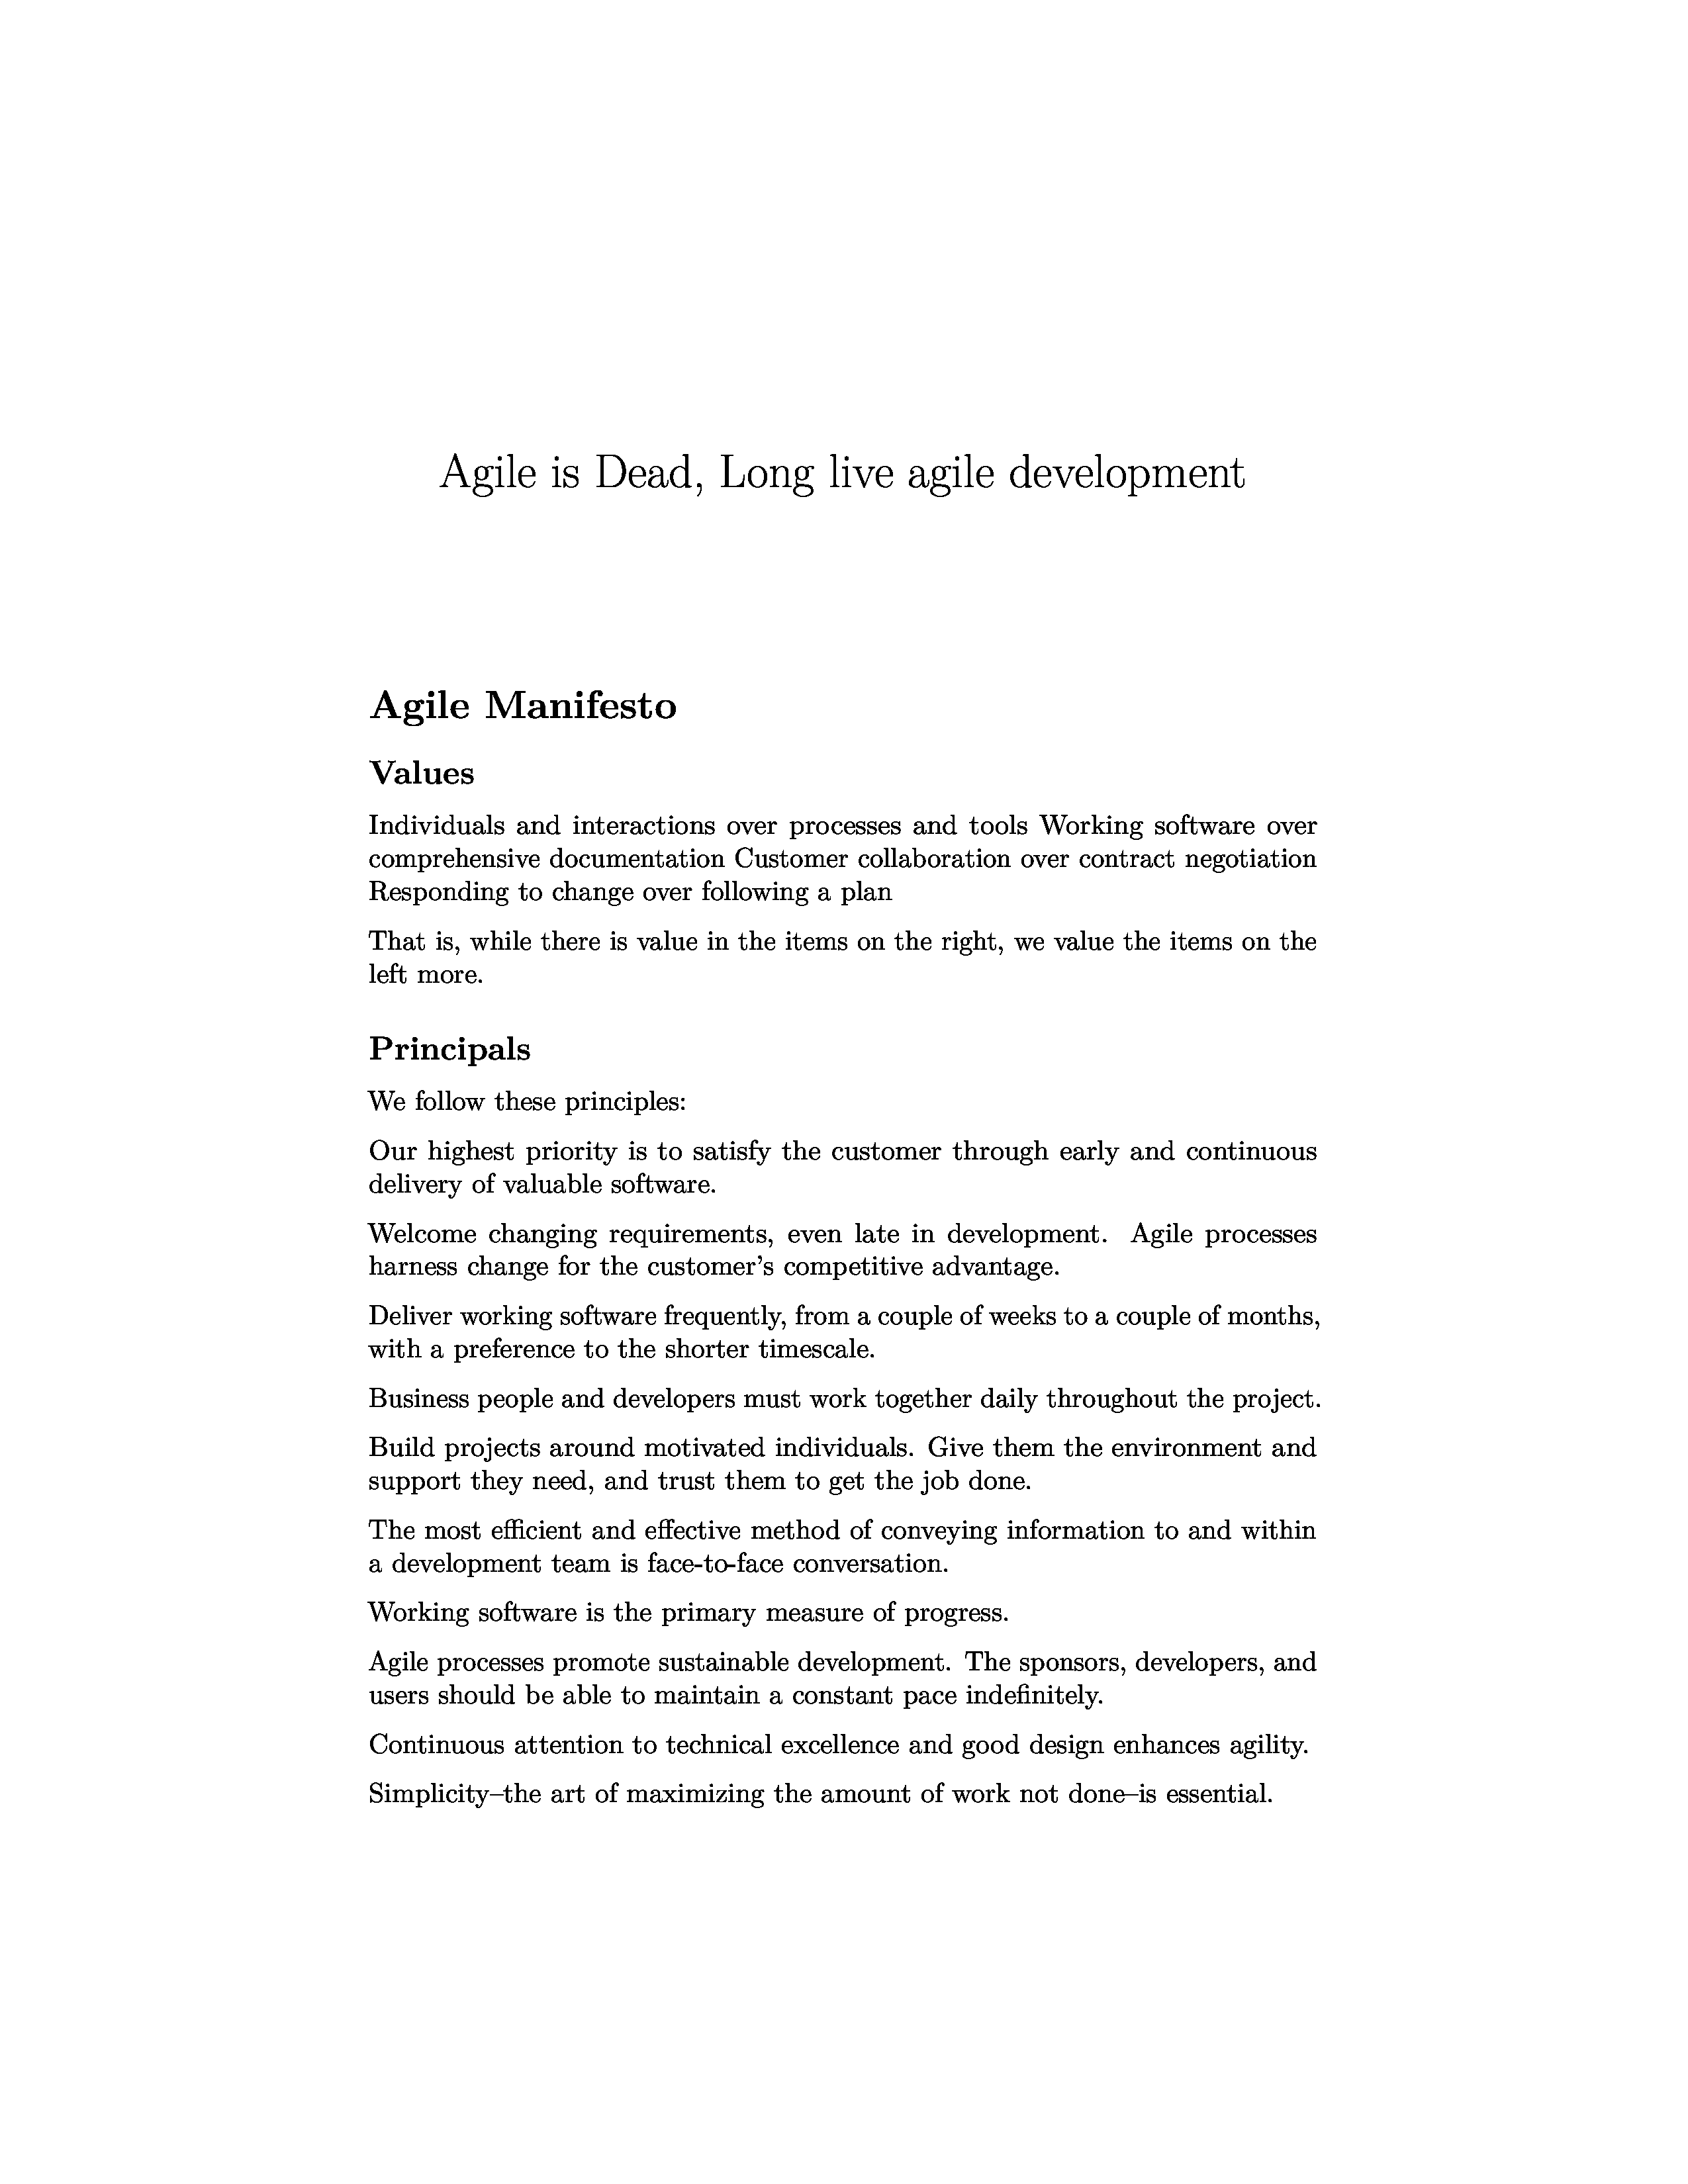 Agile is Dead, Long live agile development
Agile Manifesto
Values
Individuals and interactions over processes and tools Working software over
comprehensive documentation Customer collaboration over contract negotiation
Responding to change over following a plan
That is, while there is value in the items on the right, we value the items on the
left more.
Principals
We follow these principles:
Our highest priority is to satisfy the customer through early and continuous
delivery of valuable software.
Welcome changing requirements, even late in development. Agile processes
harness change for the customer’s competitive advantage.
Deliver working software frequently, from a couple of weeks to a couple of months,
with a preference to the shorter timescale.
Business people and developers must work together daily throughout the project.
Build projects around motivated individuals. Give them the environment and
support they need, and trust them to get the job done.
The most efficient and effective method of conveying information to and within
a development team is face-to-face conversation.
Working software is the primary measure of progress.
Agile processes promote sustainable development. The sponsors, developers, and
users should be able to maintain a constant pace indefinitely.
Continuous attention to technical excellence and good design enhances agility.
Simplicity–the art of maximizing the amount of work not done–is essential.